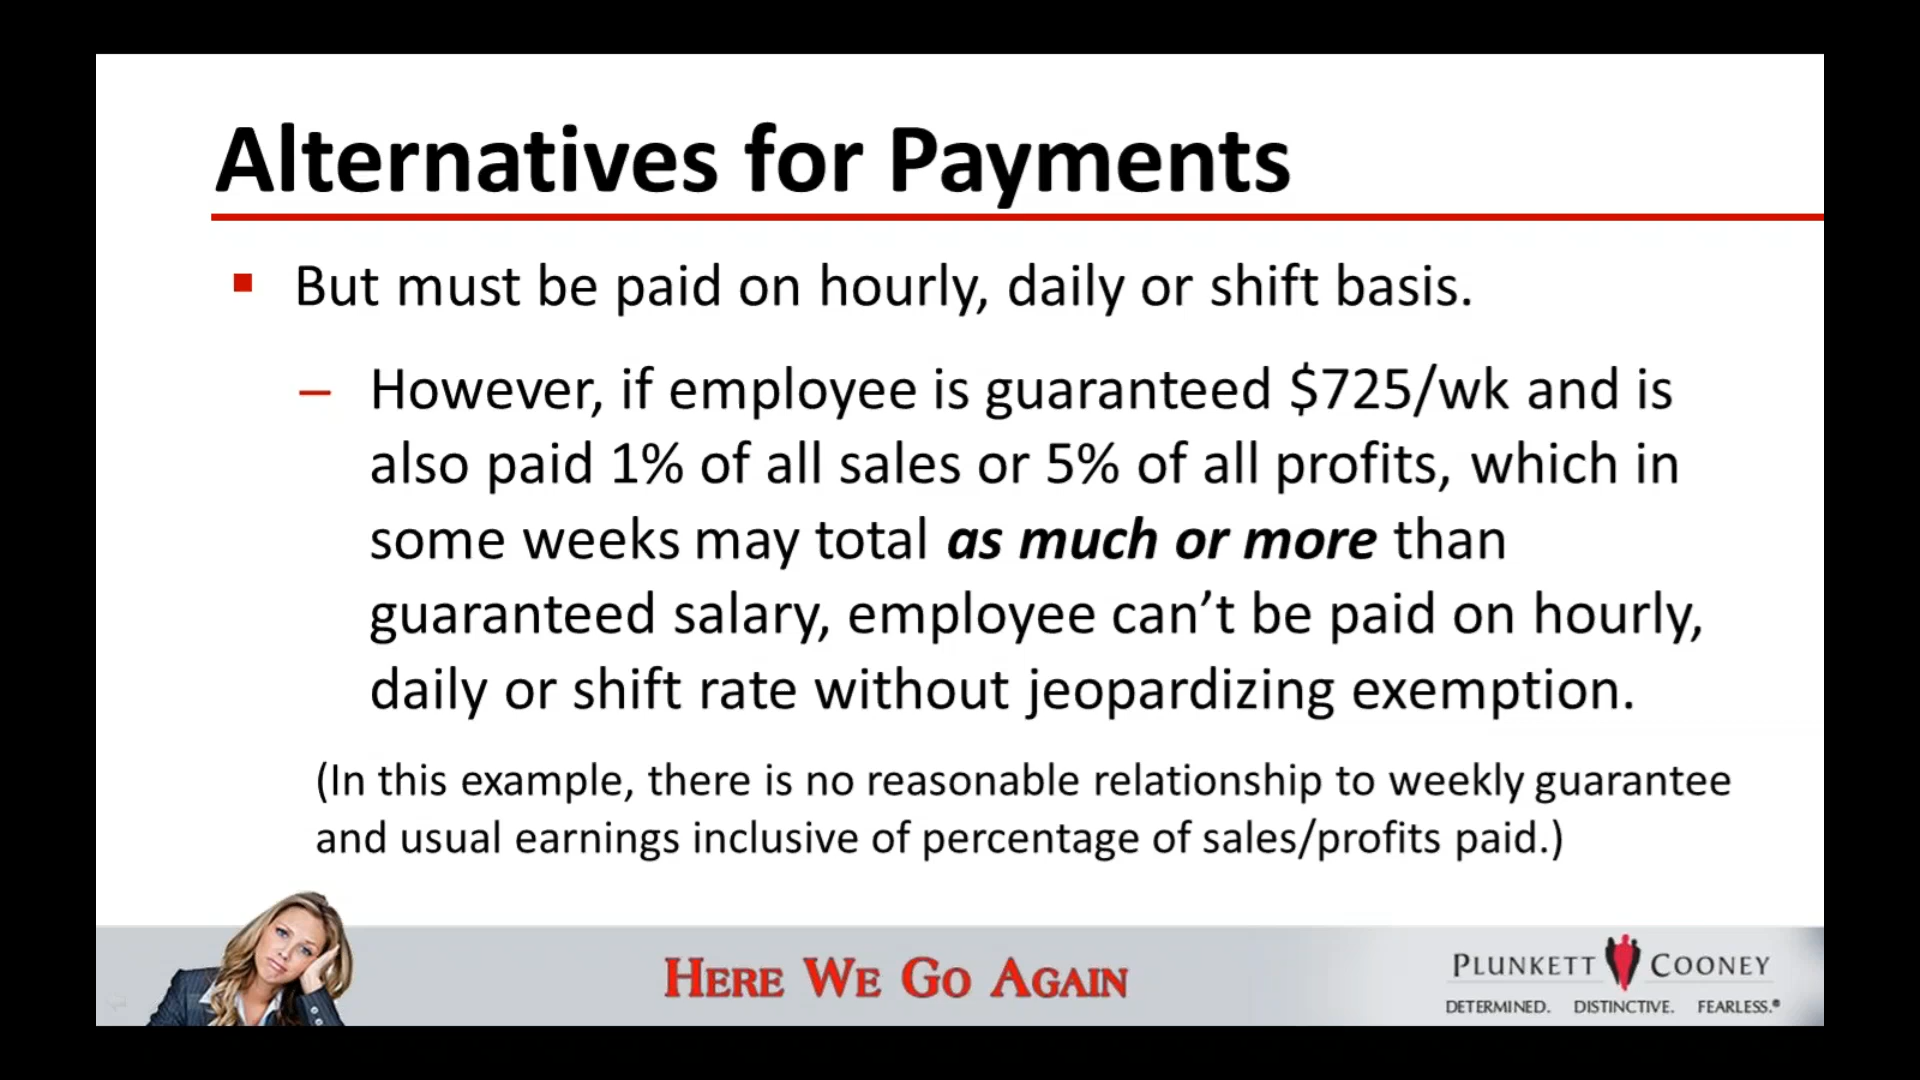 Alternatives for Payments
But must be paid on hourly, daily or shift basis.
– However, if employee is guaranteed $725/wk and is
also paid 1% of all sales or 5% of all profits, which in
some weeks may total as much or more than
guaranteed salary, employee can’t be paid on hourly,
daily or shift rate without jeopardizing exemption.
(In this example, there is no reasonable relationship to weekly guarantee
and usual earnings inclusive of percentage of sales/profits paid.)
HERE WE GO AGAIN
PLUNKETT COONEY
DETERMINED. DISTINCTIVE. FEARLESS.®